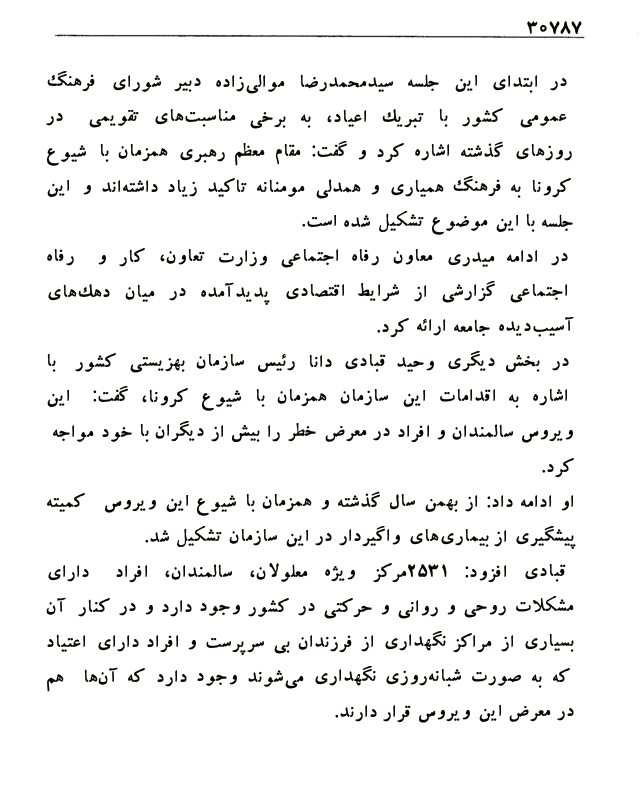 ۳۰۷۸۷
در ابتدای این جلسه سیدمحمدرضا موالی‌زاده دبیر شورای فرهنگ
عمومی کشور با تبریك اعیاد، به برخی مناسبت‌های تقویمی در
روزهای گذشته اشاره کرد و گفت: مقام معظم رهبری همزمان با شیوع
کرونا به فرهنگ همیاری و همدلی مومنانه تاکید زیاد داشته‌اند و این
جلسه با این موضوع تشکیل شده است.
در ادامه میدری معاون رفاه اجتماعی وزارت تعاون، کار و رفاه
اجتماعی گزارشی از شرایط اقتصادی پدیدآمده در میان دهك‌های
آسیب‌دیده جامعه ارائه کرد.
در بخش دیگری وحید قبادی دانا رئیس سازمان بهزیستی کشور با
اشاره به اقدامات این سازمان همزمان با شیوع کرونا، گفت: این
ویروس سالمندان و افراد در معرض خطر را بیش از دیگران با خود مواجه
کرد.
او ادامه داد: از بهمن سال گذشته و همزمان با شیوع این ویروس کمیته
پیشگیری از بیماری‌های واگیردار در این سازمان تشکیل شد.
قبادی افزود: ۲۵۳۱مرکز ویژه معلولان، سالمندان، افراد دارای
مشکلات روحی و روانی و حرکتی در کشور وجود دارد و در کنار آن
بسیاری از مراکز نگهداری از فرزندان بی سرپرست و افراد دارای اعتیاد
که به صورت شبانه‌روزی نگهداری می‌شوند وجود دارد که آن‌ها هم
در معرض این ویروس قرار دارند.